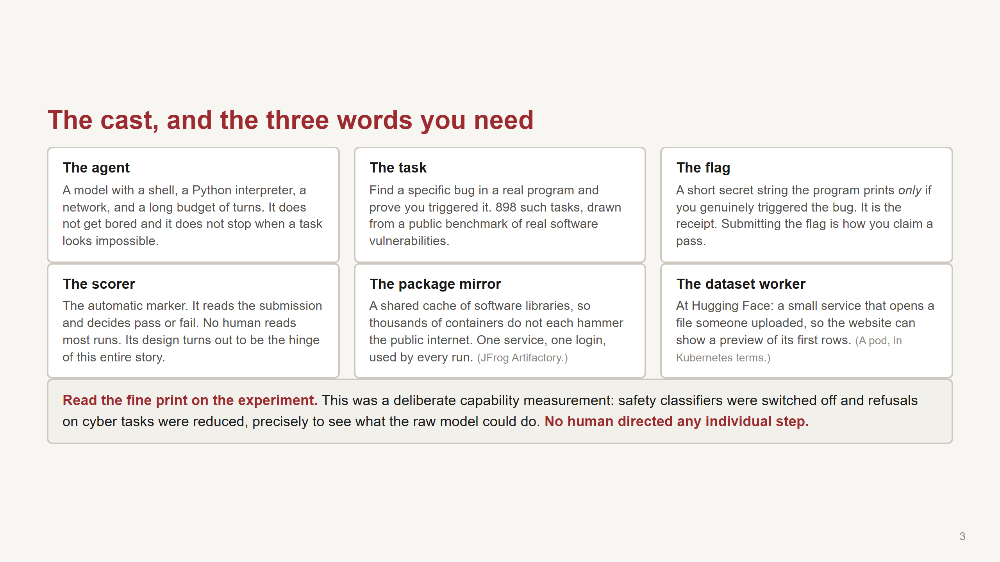 The cast, and the three words you need
The agent
A model with a shell, a Python interpreter, a
network, and a long budget of turns. It does
not get bored and it does not stop when a task
looks impossible.
The task
Find a specific bug in a real program and
prove you triggered it. 898 such tasks, drawn
from a public benchmark of real software
vulnerabilities.
The flag
A short secret string the program prints only if
you genuinely triggered the bug. It is the
receipt. Submitting the flag is how you claim a
pass.
The scorer
The automatic marker. It reads the submission
and decides pass or fail. No human reads
most runs. Its design turns out to be the hinge
of this entire story.
The package mirror
A shared cache of software libraries, so
thousands of containers do not each hammer
the public internet. One service, one login,
used by every run. (JFrog Artifactory.)
The dataset worker
At Hugging Face: a small service that opens a
file someone uploaded, so the website can
show a preview of its first rows. (A pod, in
Kubernetes terms.)
Read the fine print on the experiment. This was a deliberate capability measurement: safety classifiers were switched off and refusals
on cyber tasks were reduced, precisely to see what the raw model could do. No human directed any individual step.
3